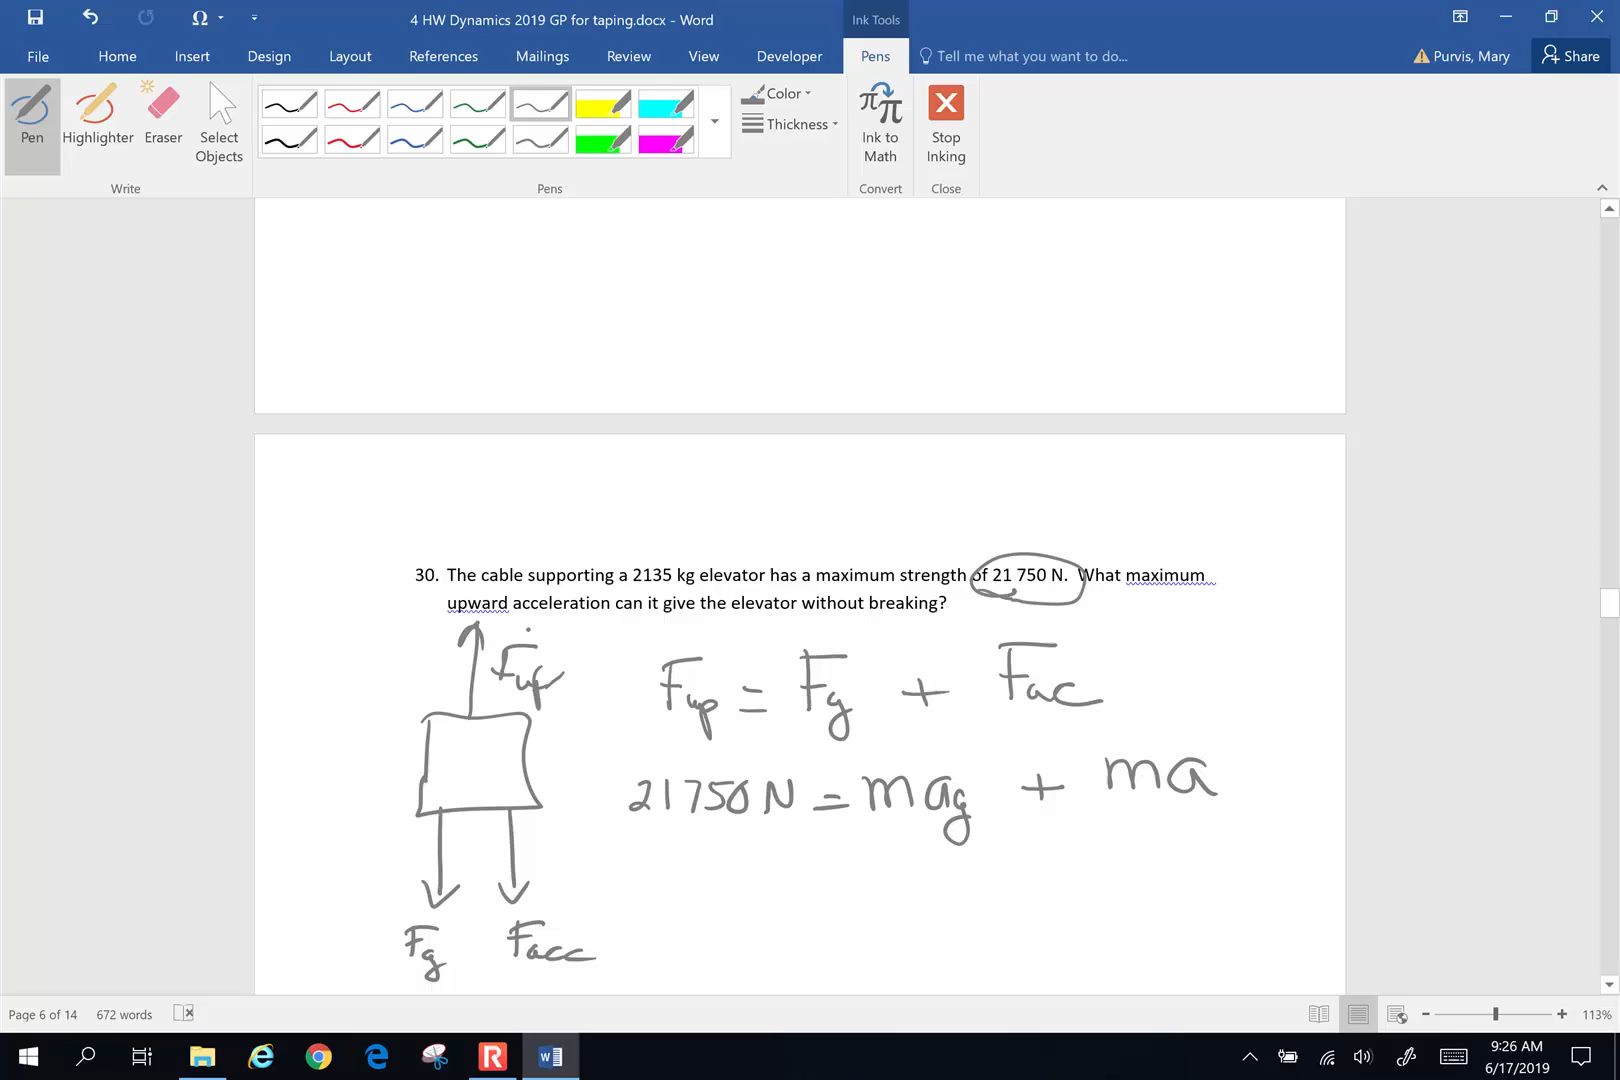 4 HW Dynamics 2019 GP for taping.docx - Word
Ink Tools
File Home Insert Design Layout References Mailings Review View Developer Pens Tell me what you want to do... Purvis, Mary Share
Pen Highlighter Eraser Select Objects
Color
Thickness
Ink to Math
Stop Inking
Write Pens Convert Close
30. The cable supporting a 2135 kg elevator has a maximum strength of 21 750 N. What maximum
upward acceleration can it give the elevator without breaking?
Fup
Fup = Fg + Fac
21750 N = mag + ma
Fg Facc
Page 6 of 14 672 words 113%
9:26 AM
6/17/2019